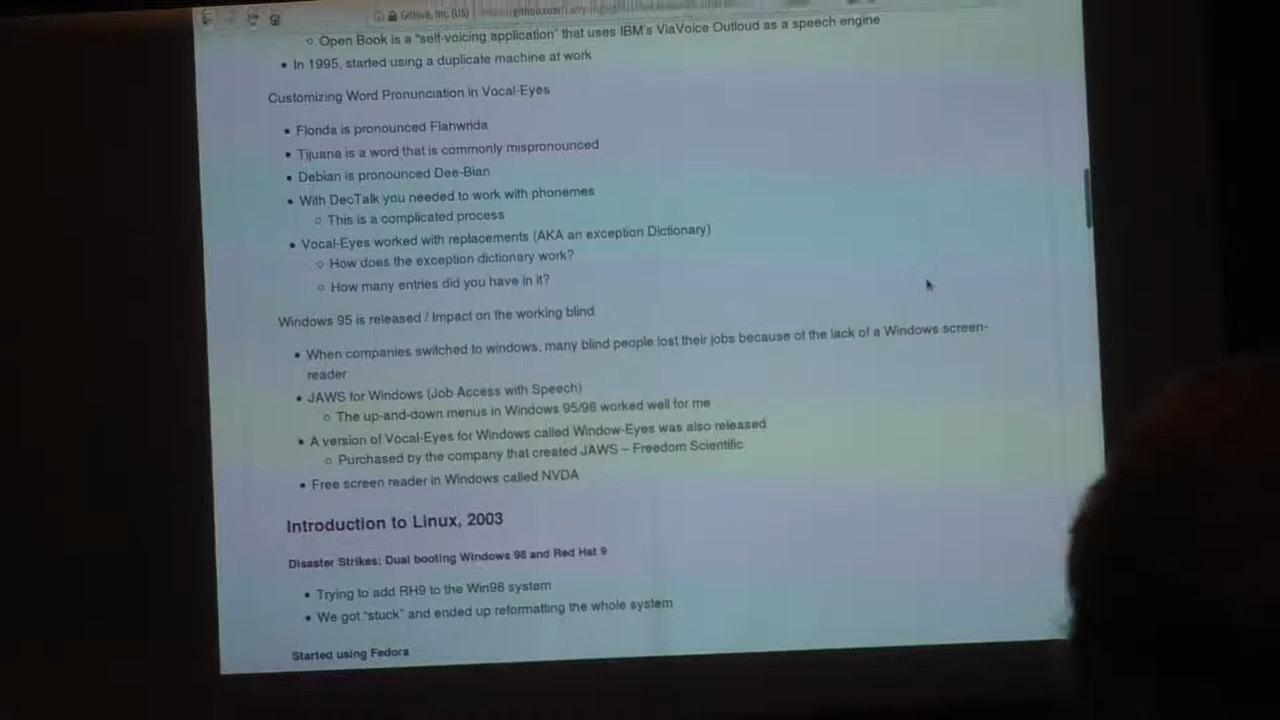 GitHub, Inc. (US)
Open Book is a "self-voicing application" that uses IBM's ViaVoice Outloud as a speech engine
In 1995, started using a duplicate machine at work
Customizing Word Pronunciation in Vocal-Eyes
Florida is pronounced Flahwrida
Tijuana is a word that is commonly mispronounced
Debian is pronounced Dee-Bian
With DecTalk you needed to work with phonemes
This is a complicated process
Vocal-Eyes worked with replacements (AKA an exception Dictionary)
How does the exception dictionary work?
How many entries did you have in it?
Windows 95 is released / Impact on the working blind
When companies switched to windows, many blind people lost their jobs because of the lack of a Windows screen-
reader
JAWS for Windows (Job Access with Speech)
The up-and-down menus in Windows 95/98 worked well for me
A version of Vocal-Eyes for Windows called Window-Eyes was also released
Purchased by the company that created JAWS – Freedom Scientific
Free screen reader in Windows called NVDA
Introduction to Linux, 2003
Disaster Strikes: Dual booting Windows 98 and Red Hat 9
Trying to add RH9 to the Win98 system
We got "stuck" and ended up reformatting the whole system
Started using Fedora